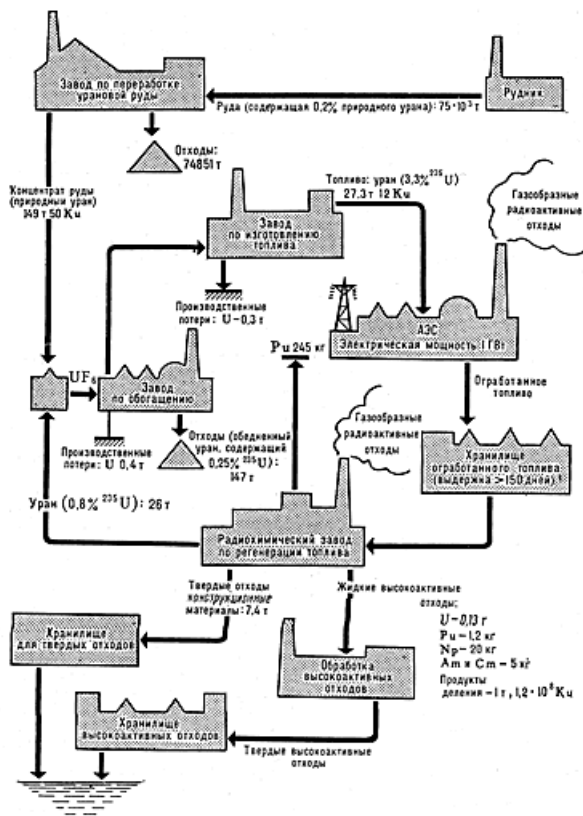 Завод по переработке
урановой руды
Рудник
Руда (содержащая 0,2% природного урана): 75·10³ т
Отходы:
74851 т
Концентрат руды
(природный уран)
149 т 50 Ки
Топливо: уран (3,3% ²³⁵U)
27,3 т 12 Ки
Газообразные
радиоактивные
отходы
Завод
по изготовлению
топлива
Производственные
потери: U-0,3 т
АЭС
Электрическая мощность 1 ГВт
Pu 245 кг
Отработанное
топливо
UF₆
Завод
по обогащению
Газообразные
радиоактивные
отходы
Производственные
потери: U 0,4 т
Отходы (обедненный
уран, содержащий
0,25% ²³⁵U):
147 т
Хранилище
отработанного топлива
(выдержка >150 дней)
Уран (0,8% ²³⁵U): 26 т
Радиохимический завод
по регенерации топлива
Твердые отходы
конструкционные
материалы: 7,4 т
Жидкие высокоактивные
отходы:
U-0,13 т
Pu-1,2 кг
Np-20 кг
Am и Cm-5 кг
Продукты
деления-1 т, 1,2·10⁸ Ки
Хранилище
для твердых отходов
Обработка
высокоактивных
отходов
Хранилище
высокоактивных отходов
Твердые высокоактивные
отходы